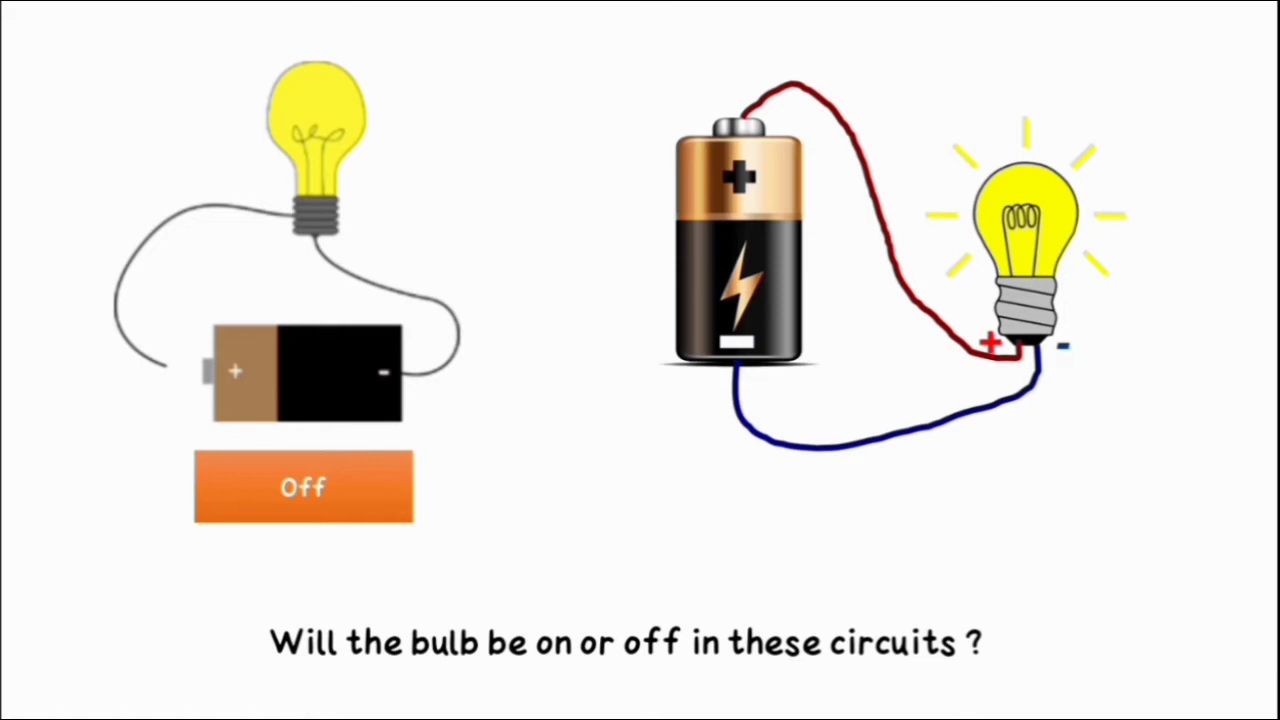 + -
Off
+
+ -
Will the bulb be on or off in these circuits ?